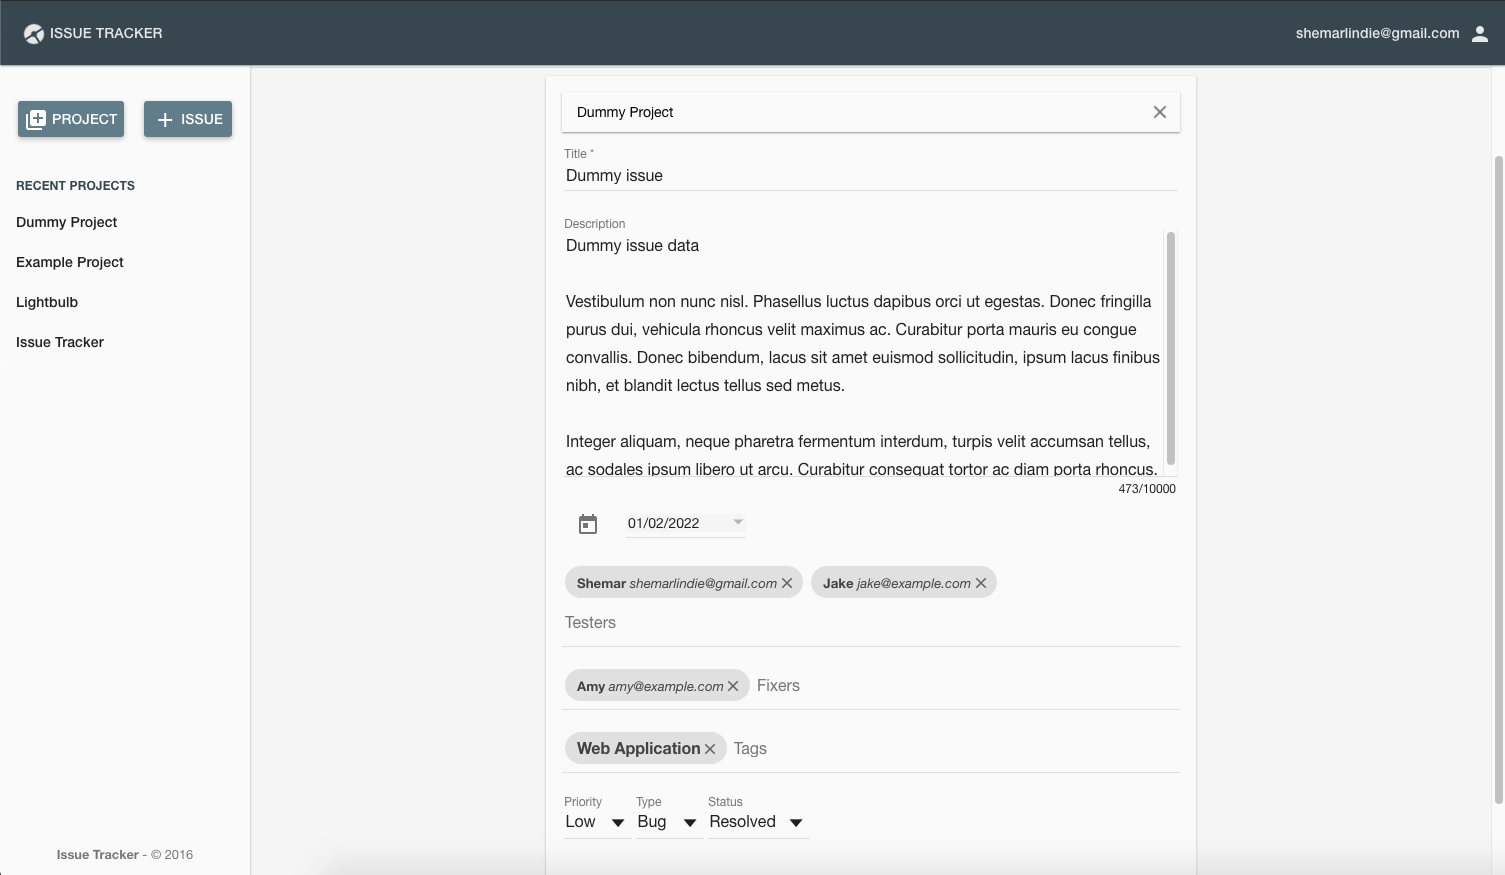 ISSUE TRACKER
shemarlindie@gmail.com
PROJECT
ISSUE
RECENT PROJECTS
Dummy Project
Example Project
Lightbulb
Issue Tracker
Issue Tracker - © 2016
Dummy Project
Title *
Dummy issue
Description
Dummy issue data
Vestibulum non nunc nisl. Phasellus luctus dapibus orci ut egestas. Donec fringilla
purus dui, vehicula rhoncus velit maximus ac. Curabitur porta mauris eu congue
convallis. Donec bibendum, lacus sit amet euismod sollicitudin, ipsum lacus finibus
nibh, et blandit lectus tellus sed metus.
Integer aliquam, neque pharetra fermentum interdum, turpis velit accumsan tellus,
ac sodales ipsum libero ut arcu. Curabitur consequat tortor ac diam porta rhoncus.
473/10000
01/02/2022
Shemar shemarlindie@gmail.com
Jake jake@example.com
Testers
Amy amy@example.com
Fixers
Web Application
Tags
Priority
Type
Status
Low
Bug
Resolved